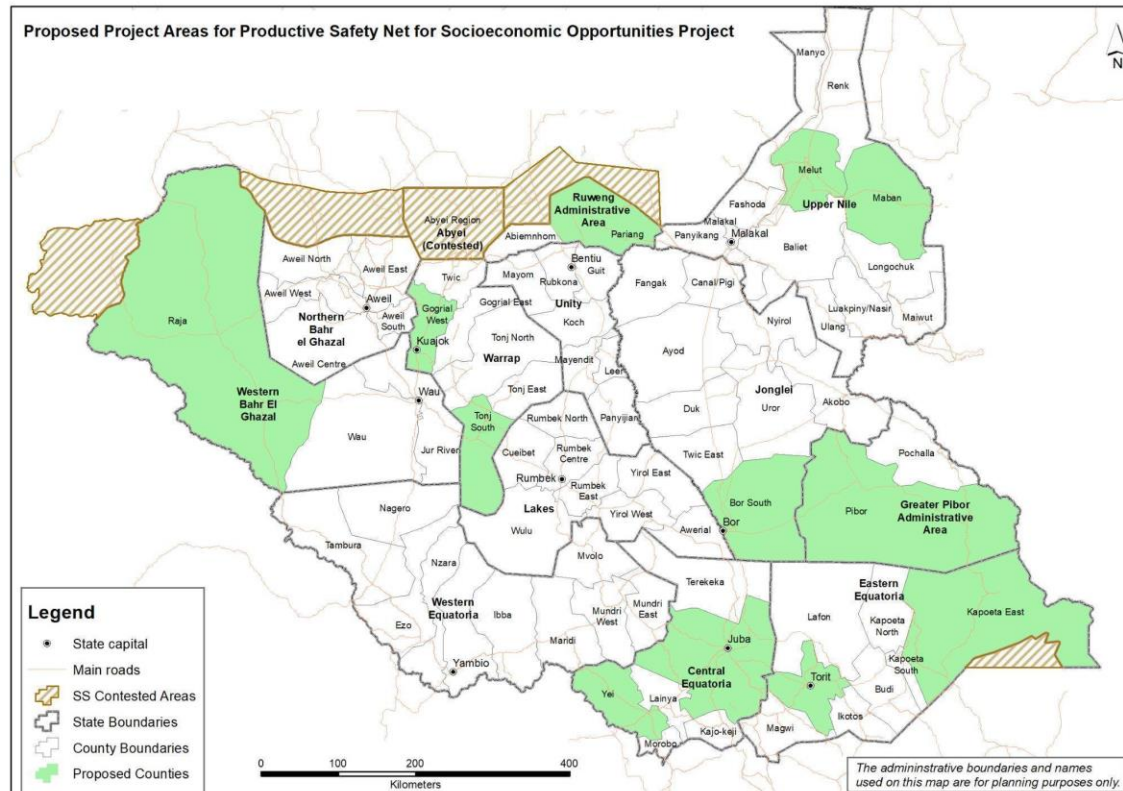 Proposed Project Areas for Productive Safety Net for Socioeconomic Opportunities Project
N
Manyo
Renk
Melut
Maban
Upper Nile
Fashoda
Malakal
Malakal
Panyikang
Baliet
Longochuk
Luakpiny/Nasir
Maiwut
Ulang
Ruweng
Administrative
Area
Pariang
Abyei Region
Abyei
(Contested)
Abiemnhom
Aweil North
Aweil East
Aweil West
Aweil
Aweil
South
Northern
Bahr
el Ghazal
Aweil Centre
Raja
Western
Bahr El
Ghazal
Wau
Wau
Jur River
Twic
Gogrial
West
Gogrial East
Kuajok
Tonj North
Warrap
Tonj East
Tonj
South
Mayom
Bentiu
Rubkona
Guit
Unity
Koch
Mayendit
Leer
Panyijian
Fangak
Canal/Pigi
Nyirol
Ayod
Jonglei
Uror
Duk
Akobo
Twic East
Pochalla
Bor South
Bor
Pibor
Greater Pibor
Administrative
Area
Rumbek North
Cueibet
Rumbek
Centre
Rumbek
Rumbek
East
Yirol East
Lakes
Yirol West
Wulu
Awerial
Nagero
Tambura
Nzara
Mvolo
Western
Equatoria
Ibba
Ezo
Maridi
Mundri
West
Mundri
East
Yambio
Terekeka
Juba
Central
Equatoria
Yei
Lainya
Morobo
Kajo-keji
Eastern
Equatoria
Lafon
Kapoeta
North
Kapoeta East
Kapoeta
South
Torit
Budi
Ikotos
Magwi
Legend
State capital
Main roads
SS Contested Areas
State Boundaries
County Boundaries
Proposed Counties
0 100 200 400
Kilometers
The admininstrative boundaries and names
used on this map are for planning purposes only.